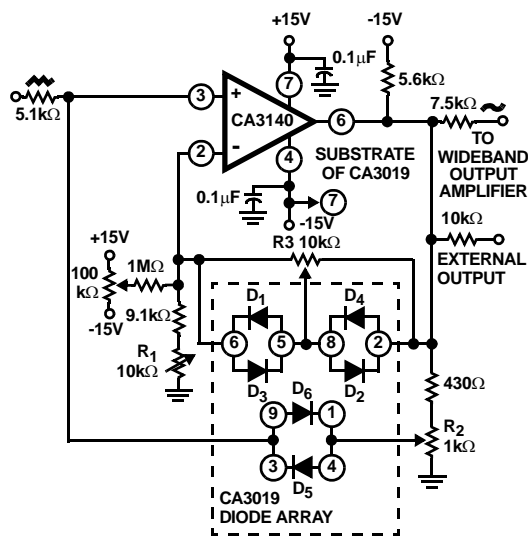 +15V
-15V
0.1μF
5.6kΩ
5.1kΩ
7
3
+
CA3140
6
7.5kΩ
2
-
4
SUBSTRATE
OF CA3019
TO
WIDEBAND
OUTPUT
AMPLIFIER
0.1μF
7
-15V
10kΩ
EXTERNAL
OUTPUT
+15V
R3 10kΩ
100
kΩ
1MΩ
-15V
9.1kΩ
D1
D4
6
5
8
2
R1
10kΩ
D3
D2
D6
9
1
430Ω
R2
1kΩ
3
4
D5
CA3019
DIODE ARRAY